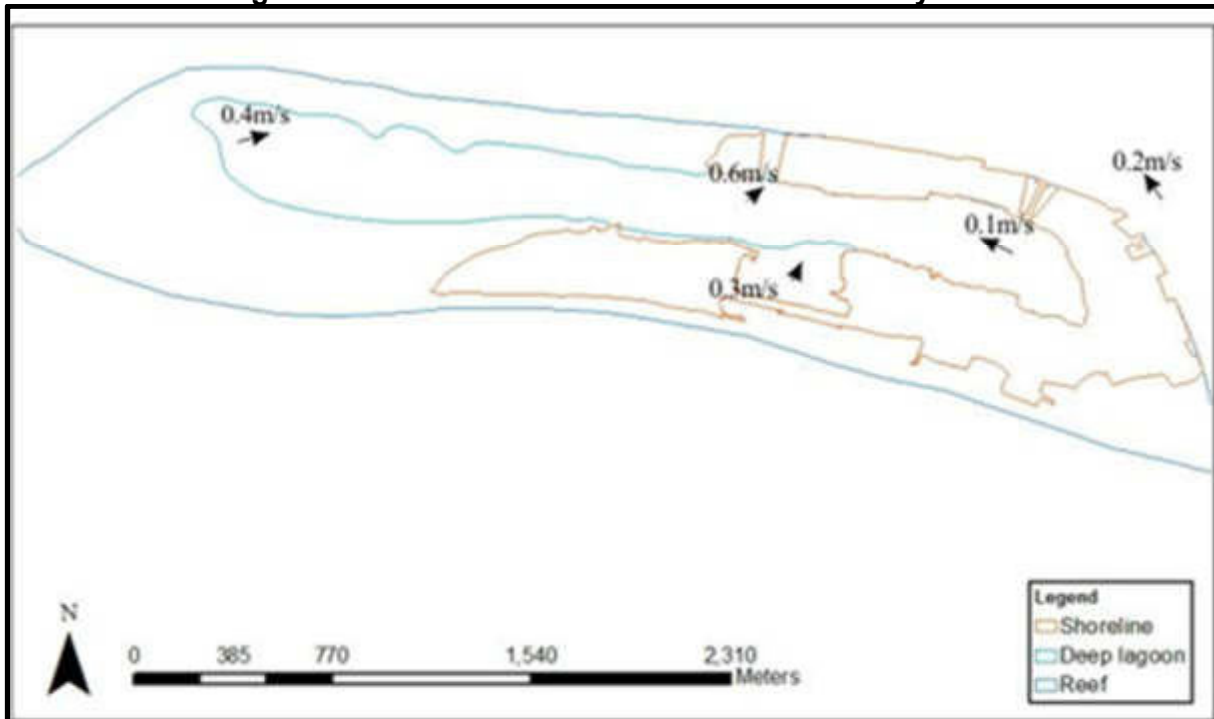 0.4m/s
0.6m/s
0.2m/s
0.1m/s
0.3m/s
N
0 385 770 1,540 2,310
Meters
Legend
Shoreline
Deep lagoon
Reef